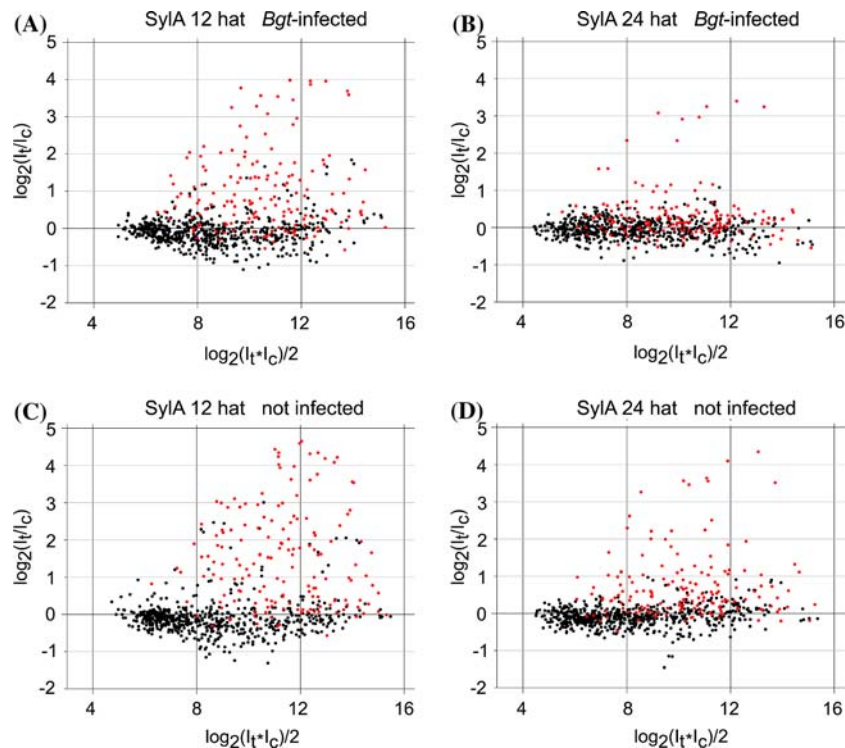 (A) SylA 12 hat Bgt-infected
5
4
3
2
1
0
-1
-2
log2(It/Ic)
4 8 12 16
log2(It*Ic)/2
(B) SylA 24 hat Bgt-infected
5
4
3
2
1
0
-1
-2
log2(It/Ic)
4 8 12 16
log2(It*Ic)/2
(C) SylA 12 hat not infected
5
4
3
2
1
0
-1
-2
log2(It/Ic)
4 8 12 16
log2(It*Ic)/2
(D) SylA 24 hat not infected
5
4
3
2
1
0
-1
-2
log2(It/Ic)
4 8 12 16
log2(It*Ic)/2